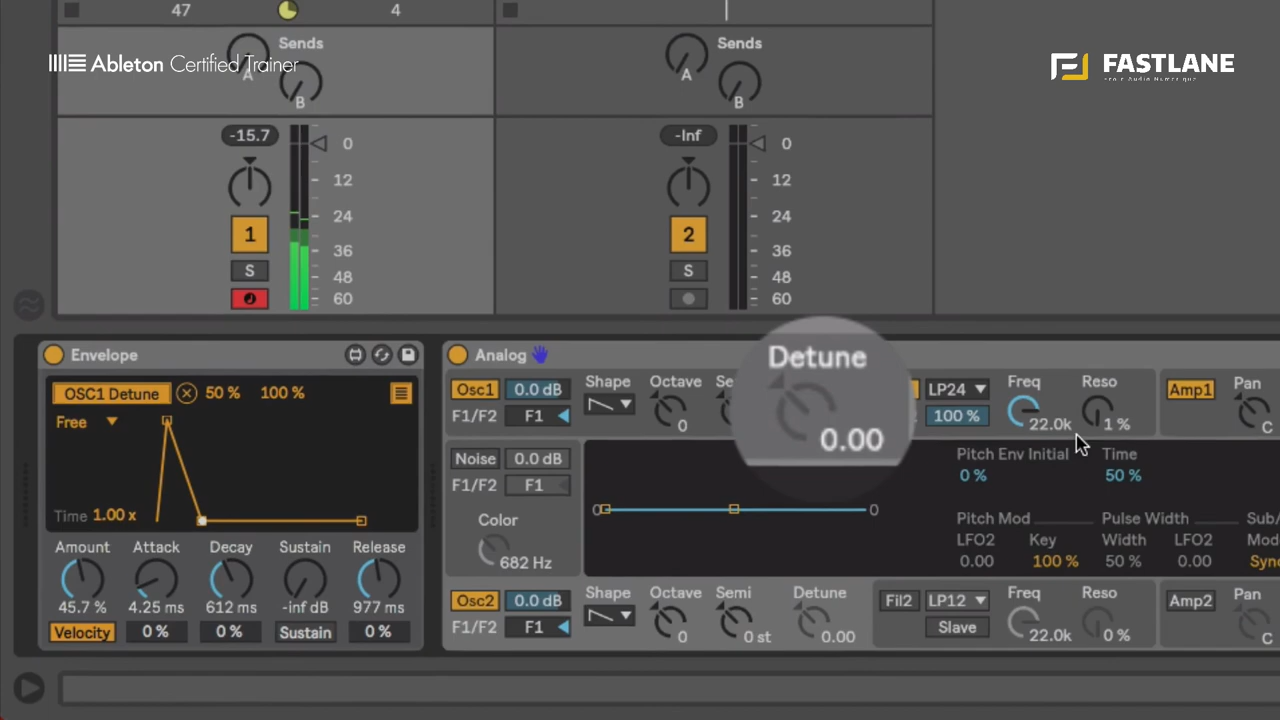 47 4
Sends Sends
A A
B B
Ableton Certified Trainer
FASTLANE
-15.7 0 -Inf 0
12 12
1 24 2 24
S 36 S 36
48 48
60 60
Envelope
OSC1 Detune 50 % 100 %
Free
Time 1.00 x
Amount Attack Decay Sustain Release
45.7 % 4.25 ms 612 ms -inf dB 977 ms
Velocity 0 % 0 % Sustain 0 %
Analog
Osc1 0.0 dB Shape Octave Se Detune LP24 Freq Reso Amp1 Pan
F1/F2 F1 0 0.00 100 % 22.0k 1 % C
Noise 0.0 dB
F1/F2 F1
Color
682 Hz
0 0
Pitch Env Initial Time
0 % 50 %
Pitch Mod Pulse Width Sub/
LFO2 Key Width LFO2 Mode
0.00 100 % 50 % 0.00 Sync
Osc2 0.0 dB Shape Octave Semi Detune Fil2 LP12 Freq Reso Amp2 Pan
F1/F2 F1 0 0 st 0.00 Slave 22.0k 0 % C